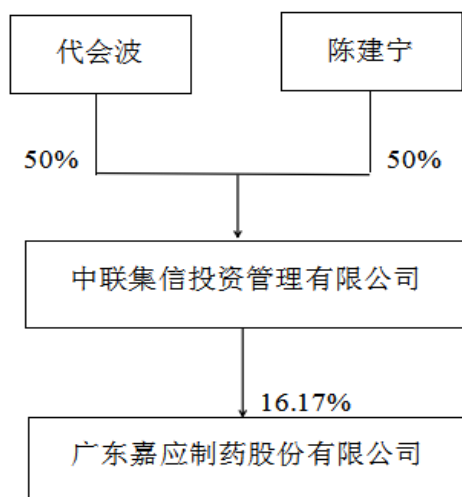 代会波
陈建宁
50%
50%
中联集信投资管理有限公司
16.17%
广东嘉应制药股份有限公司